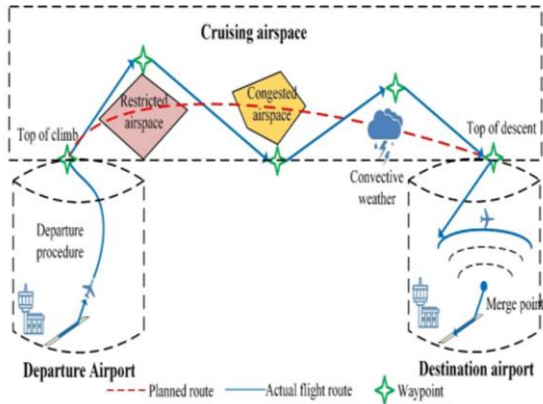 Cruising airspace
Restricted
airspace
Congested
airspace
Top of climb
Top of descent
Convective
weather
Departure
procedure
Merge point
Departure Airport
Destination airport
Planned route
Actual flight route
Waypoint